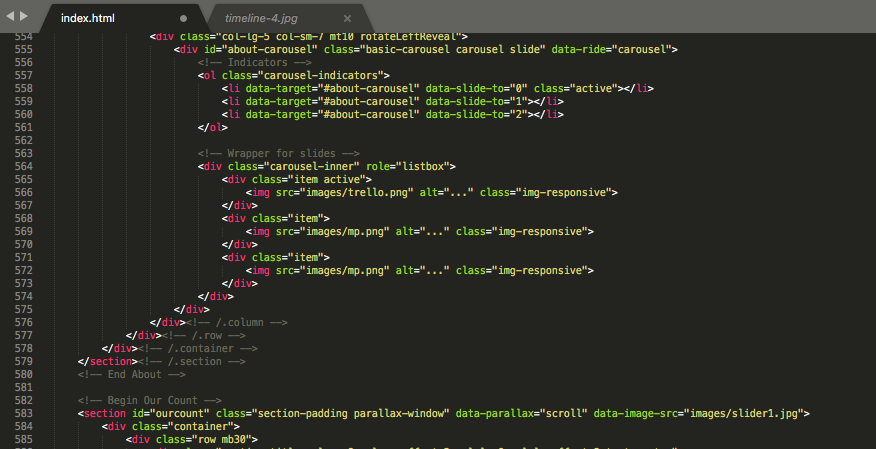 index.html
timeline-4.jpg
554 <div class="col-lg-5 col-sm-7 mt10 rotateLeftReveal">
555 <div id="about-carousel" class="basic-carousel carousel slide" data-ride="carousel">
556 <!-- Indicators -->
557 <ol class="carousel-indicators">
558 <li data-target="#about-carousel" data-slide-to="0" class="active"></li>
559 <li data-target="#about-carousel" data-slide-to="1"></li>
560 <li data-target="#about-carousel" data-slide-to="2"></li>
561 </ol>
562
563 <!-- Wrapper for slides -->
564 <div class="carousel-inner" role="listbox">
565 <div class="item active">
566 <img src="images/trello.png" alt="..." class="img-responsive">
567 </div>
568 <div class="item">
569 <img src="images/mp.png" alt="..." class="img-responsive">
570 </div>
571 <div class="item">
572 <img src="images/mp.png" alt="..." class="img-responsive">
573 </div>
574 </div>
575 </div>
576 </div><!-- /.column -->
577 </div><!-- /.row -->
578 </div><!-- /.container -->
579 </section><!-- /.section -->
580 <!-- End About -->
581
582 <!-- Begin Our Count -->
583 <section id="ourcount" class="section-padding parallax-window" data-parallax="scroll" data-image-src="images/slider1.jpg">
584 <div class="container">
585 <div class="row mb30">